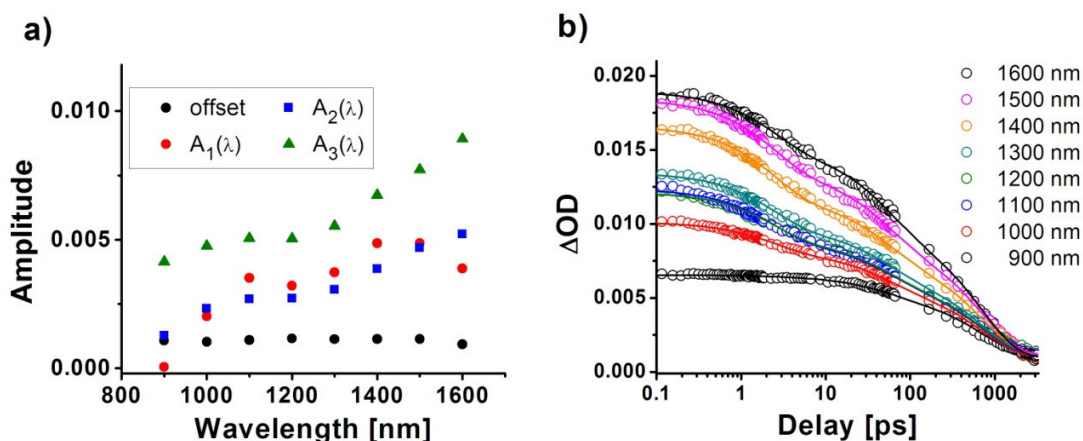 a)
Amplitude
0.010
0.005
0.000
offset
A₂(λ)
A₁(λ)
A₃(λ)
800
1000
1200
1400
1600
Wavelength [nm]
b)
ΔOD
0.020
0.015
0.010
0.005
0.000
0.1
1
10
100
1000
Delay [ps]
1600 nm
1500 nm
1400 nm
1300 nm
1200 nm
1100 nm
1000 nm
900 nm